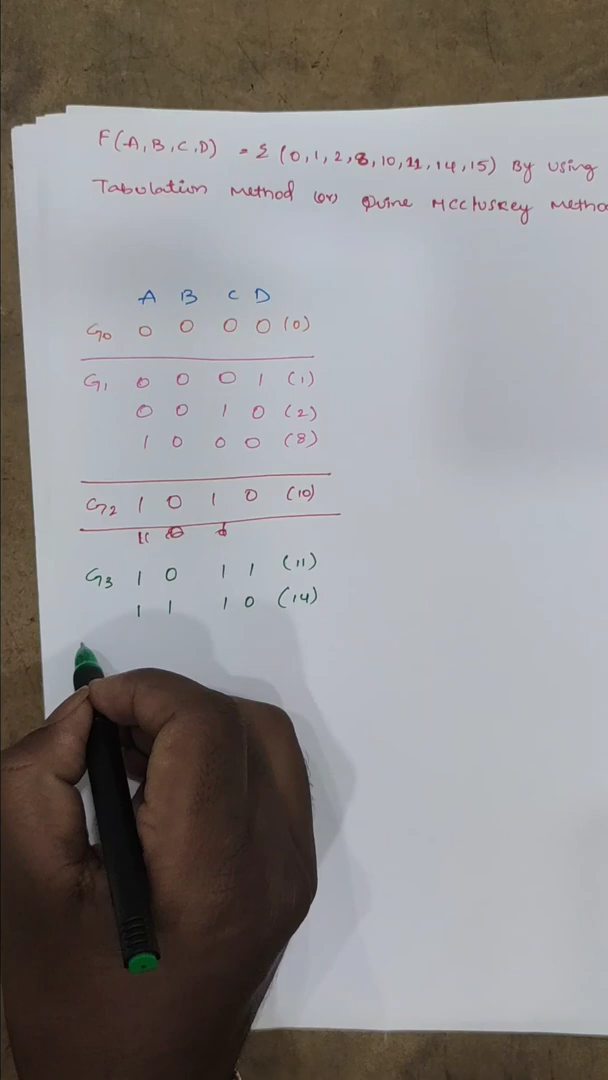 F(A,B,C,D) = Σ (0,1,2,8,10,11,14,15) By using
Tabulation Method (or) Quine McCluskey Metho
A B C D
G0 0 0 0 0 (0)
G1 0 0 0 1 (1)
0 0 1 0 (2)
1 0 0 0 (8)
G2 1 0 1 0 (10)
G3 1 0 1 1 (11)
1 1 1 0 (14)